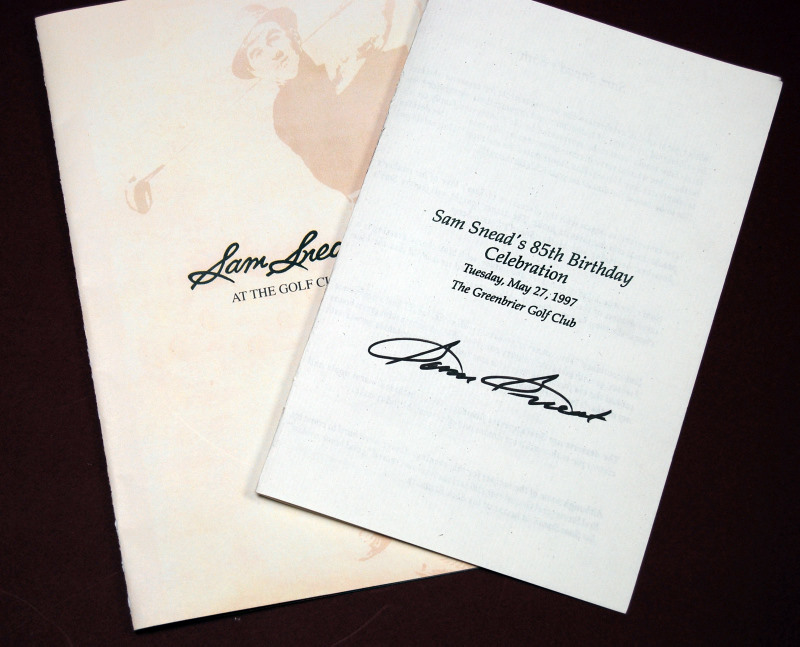 Sam Snea
AT THE GOLF CL
Sam Snead's 85th Birthday
Celebration
Tuesday, May 27, 1997
The Greenbrier Golf Club
Sam Snead